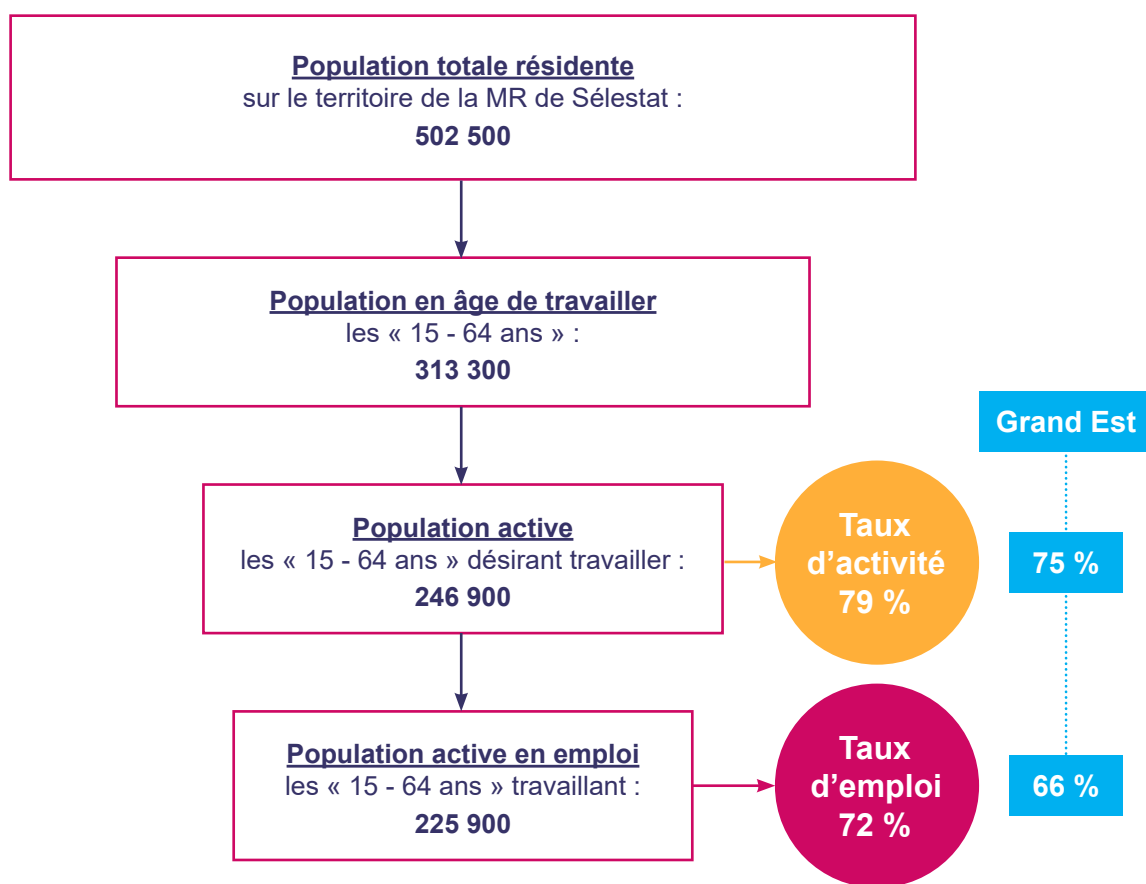 Population totale résidente
sur le territoire de la MR de Sélestat :
502 500
Population en âge de travailler
les « 15 - 64 ans » :
313 300
Grand Est
Population active
les « 15 - 64 ans » désirant travailler :
246 900
Taux
d’activité
79 %
75 %
Population active en emploi
les « 15 - 64 ans » travaillant :
225 900
Taux
d’emploi
72 %
66 %